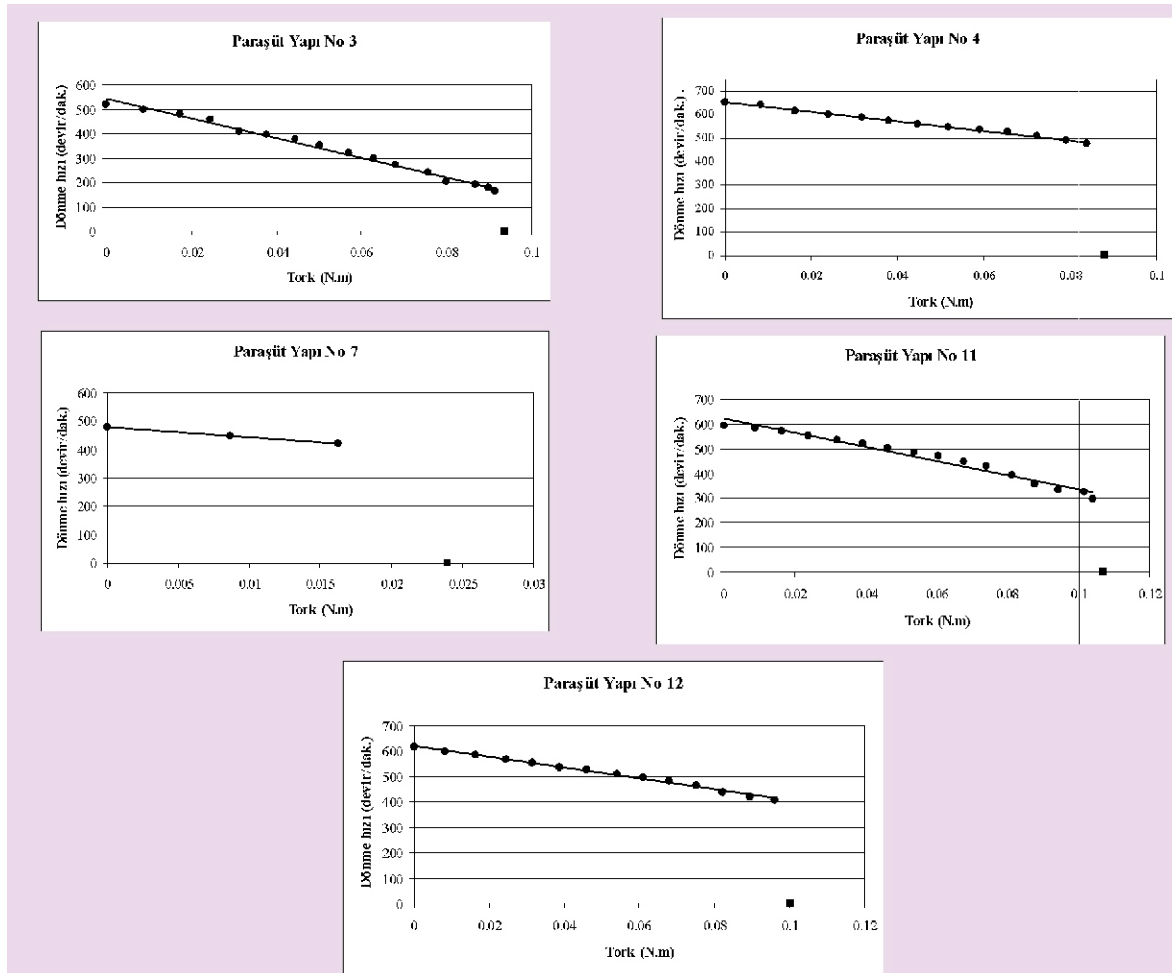 Paraşüt Yapı No 3
Dönme hızı (devir/dak.)
600
500
400
300
200
100
0
0 0.02 0.04 0.06 0.08 0.1
Tork (N.m)
Paraşüt Yapı No 4
Dönme hızı (devir/dak.) .
700
600
500
400
300
200
100
0
0 0.02 0.04 0.06 0.08 0.1
Tork (N.m)
Paraşüt Yapı No 7
Dönme hızı (devir/dak.)
600
500
400
300
200
100
0
0 0.005 0.01 0.015 0.02 0.025 0.03
Tork (N.m)
Paraşüt Yapı No 11
Dönme hızı (devir/dak.)
700
600
500
400
300
200
100
0
0 0.02 0.04 0.06 0.08 0.1 0.12
Tork (N.m)
Paraşüt Yapı No 12
Dönme hızı (devir/dak.)
700
600
500
400
300
200
100
0
0 0.02 0.04 0.06 0.08 0.1 0.12
Tork (N.m)